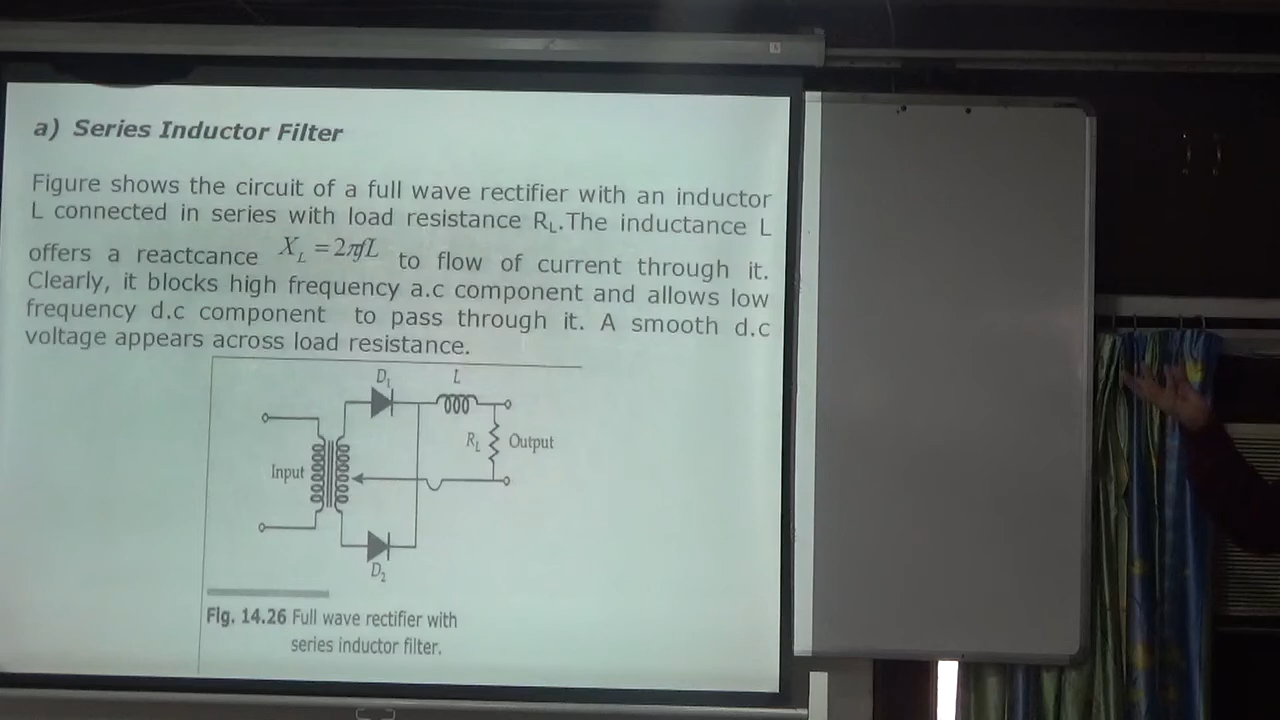 a) Series Inductor Filter
Figure shows the circuit of a full wave rectifier with an inductor
L connected in series with load resistance RL.The inductance L
offers a reactcance XL = 2πfL to flow of current through it.
Clearly, it blocks high frequency a.c component and allows low
frequency d.c component to pass through it. A smooth d.c
voltage appears across load resistance.
D1
L
RL
Output
Input
D2
Fig. 14.26 Full wave rectifier with
series inductor filter.